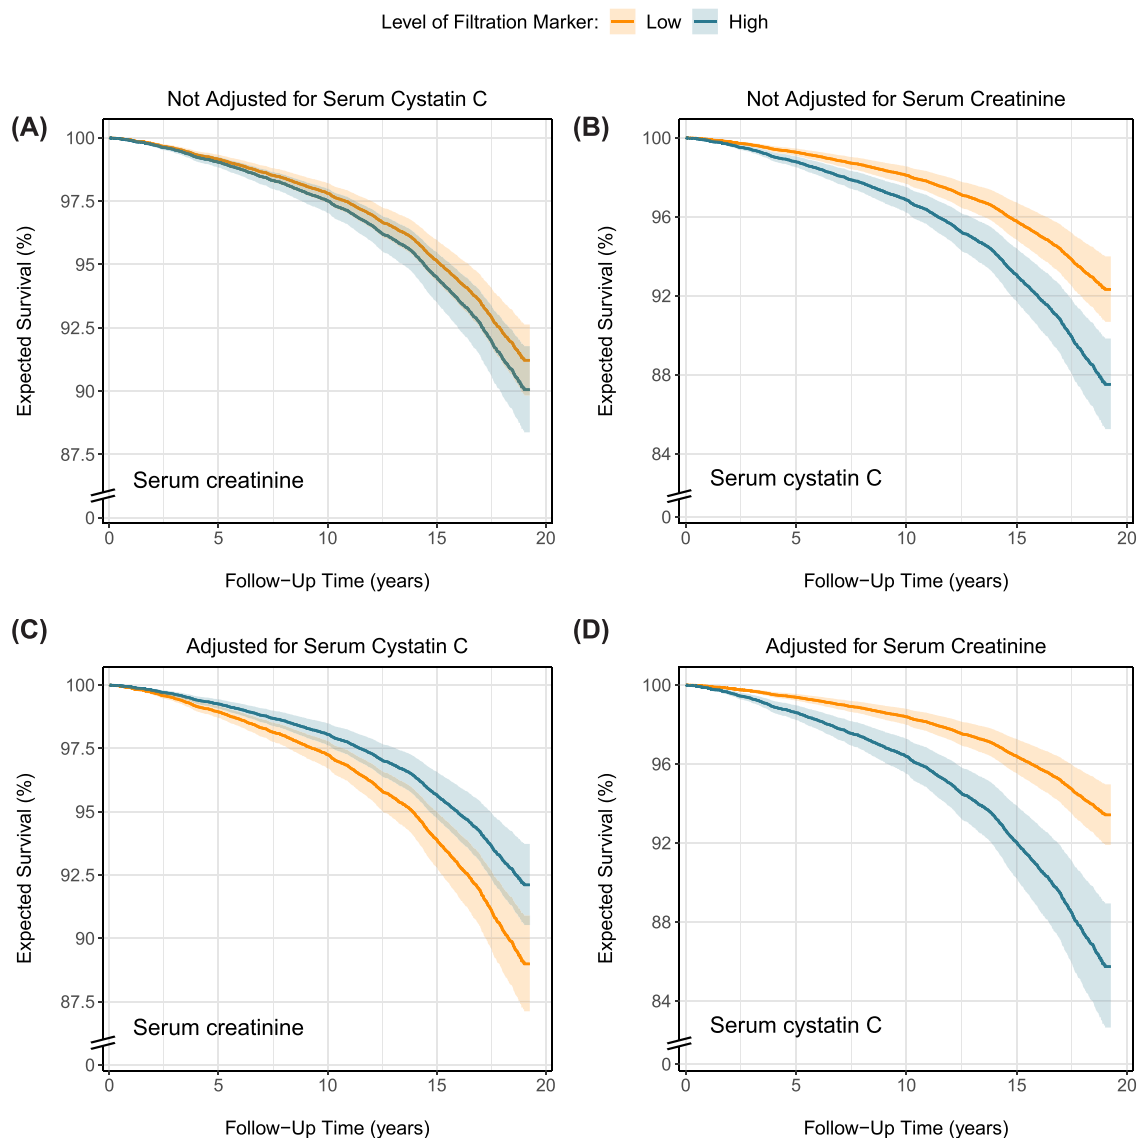 Level of Filtration Marker: Low High
Not Adjusted for Serum Cystatin C
(A)
Expected Survival (%)
100
97.5
95
92.5
90
87.5
0
Serum creatinine
0 5 10 15 20
Follow−Up Time (years)
Not Adjusted for Serum Creatinine
(B)
Expected Survival (%)
100
96
92
88
84
0
Serum cystatin C
0 5 10 15 20
Follow−Up Time (years)
(C)
Adjusted for Serum Cystatin C
Expected Survival (%)
100
97.5
95
92.5
90
87.5
0
Serum creatinine
0 5 10 15 20
Follow−Up Time (years)
(D)
Adjusted for Serum Creatinine
Expected Survival (%)
100
96
92
88
84
0
Serum cystatin C
0 5 10 15 20
Follow−Up Time (years)